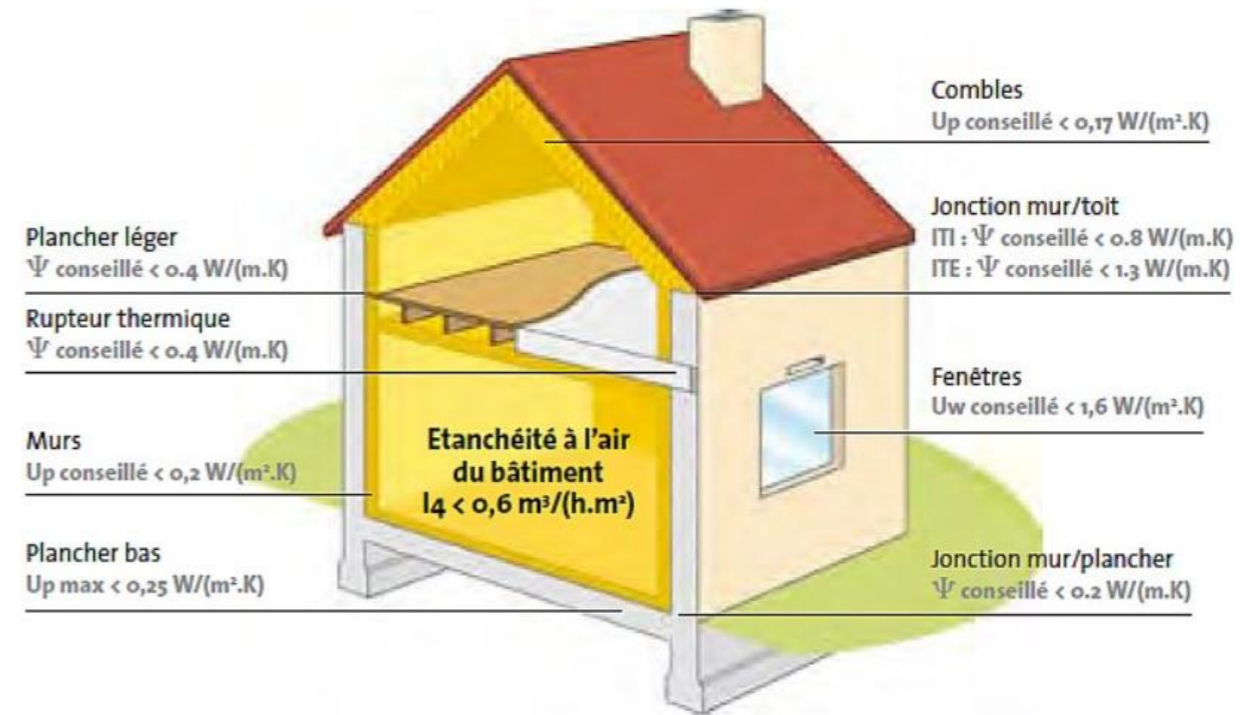 Combles
Up conseillé < 0,17 W/(m².K)
Jonction mur/toit
ITI : Ψ conseillé < 0.8 W/(m.K)
ITE : Ψ conseillé < 1.3 W/(m.K)
Plancher léger
Ψ conseillé < 0.4 W/(m.K)
Rupteur thermique
Ψ conseillé < 0.4 W/(m.K)
Fenêtres
Uw conseillé < 1,6 W/(m².K)
Murs
Up conseillé < 0,2 W/(m².K)
Etanchéité à l'air
du bâtiment
I4 < 0,6 m³/(h.m²)
Plancher bas
Up max < 0,25 W/(m².K)
Jonction mur/plancher
Ψ conseillé < 0.2 W/(m.K)